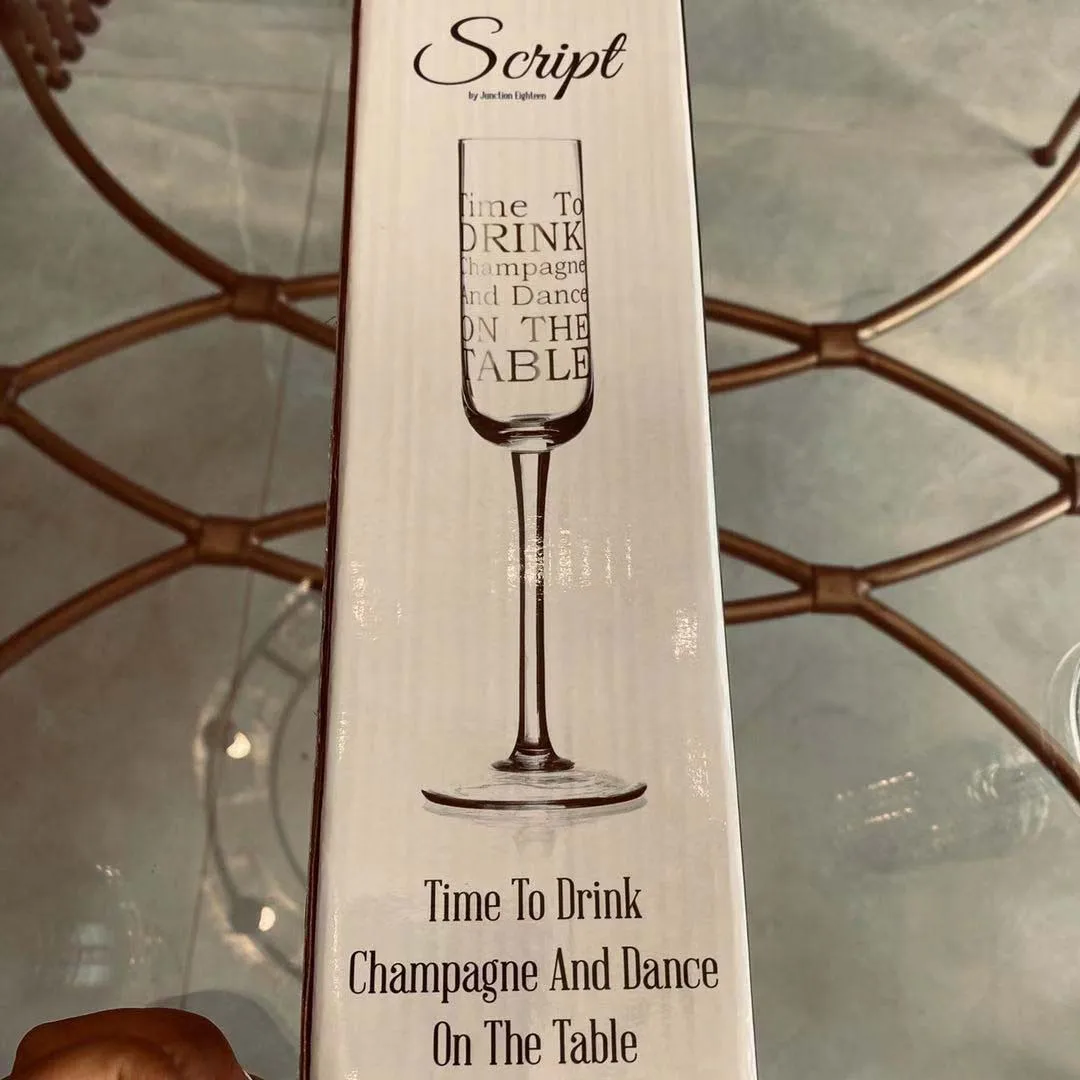 Script
by Junction Eighteen
Time To
DRINK
Champagne
And Dance
ON THE
TABLE
Time To Drink
Champagne And Dance
On The Table